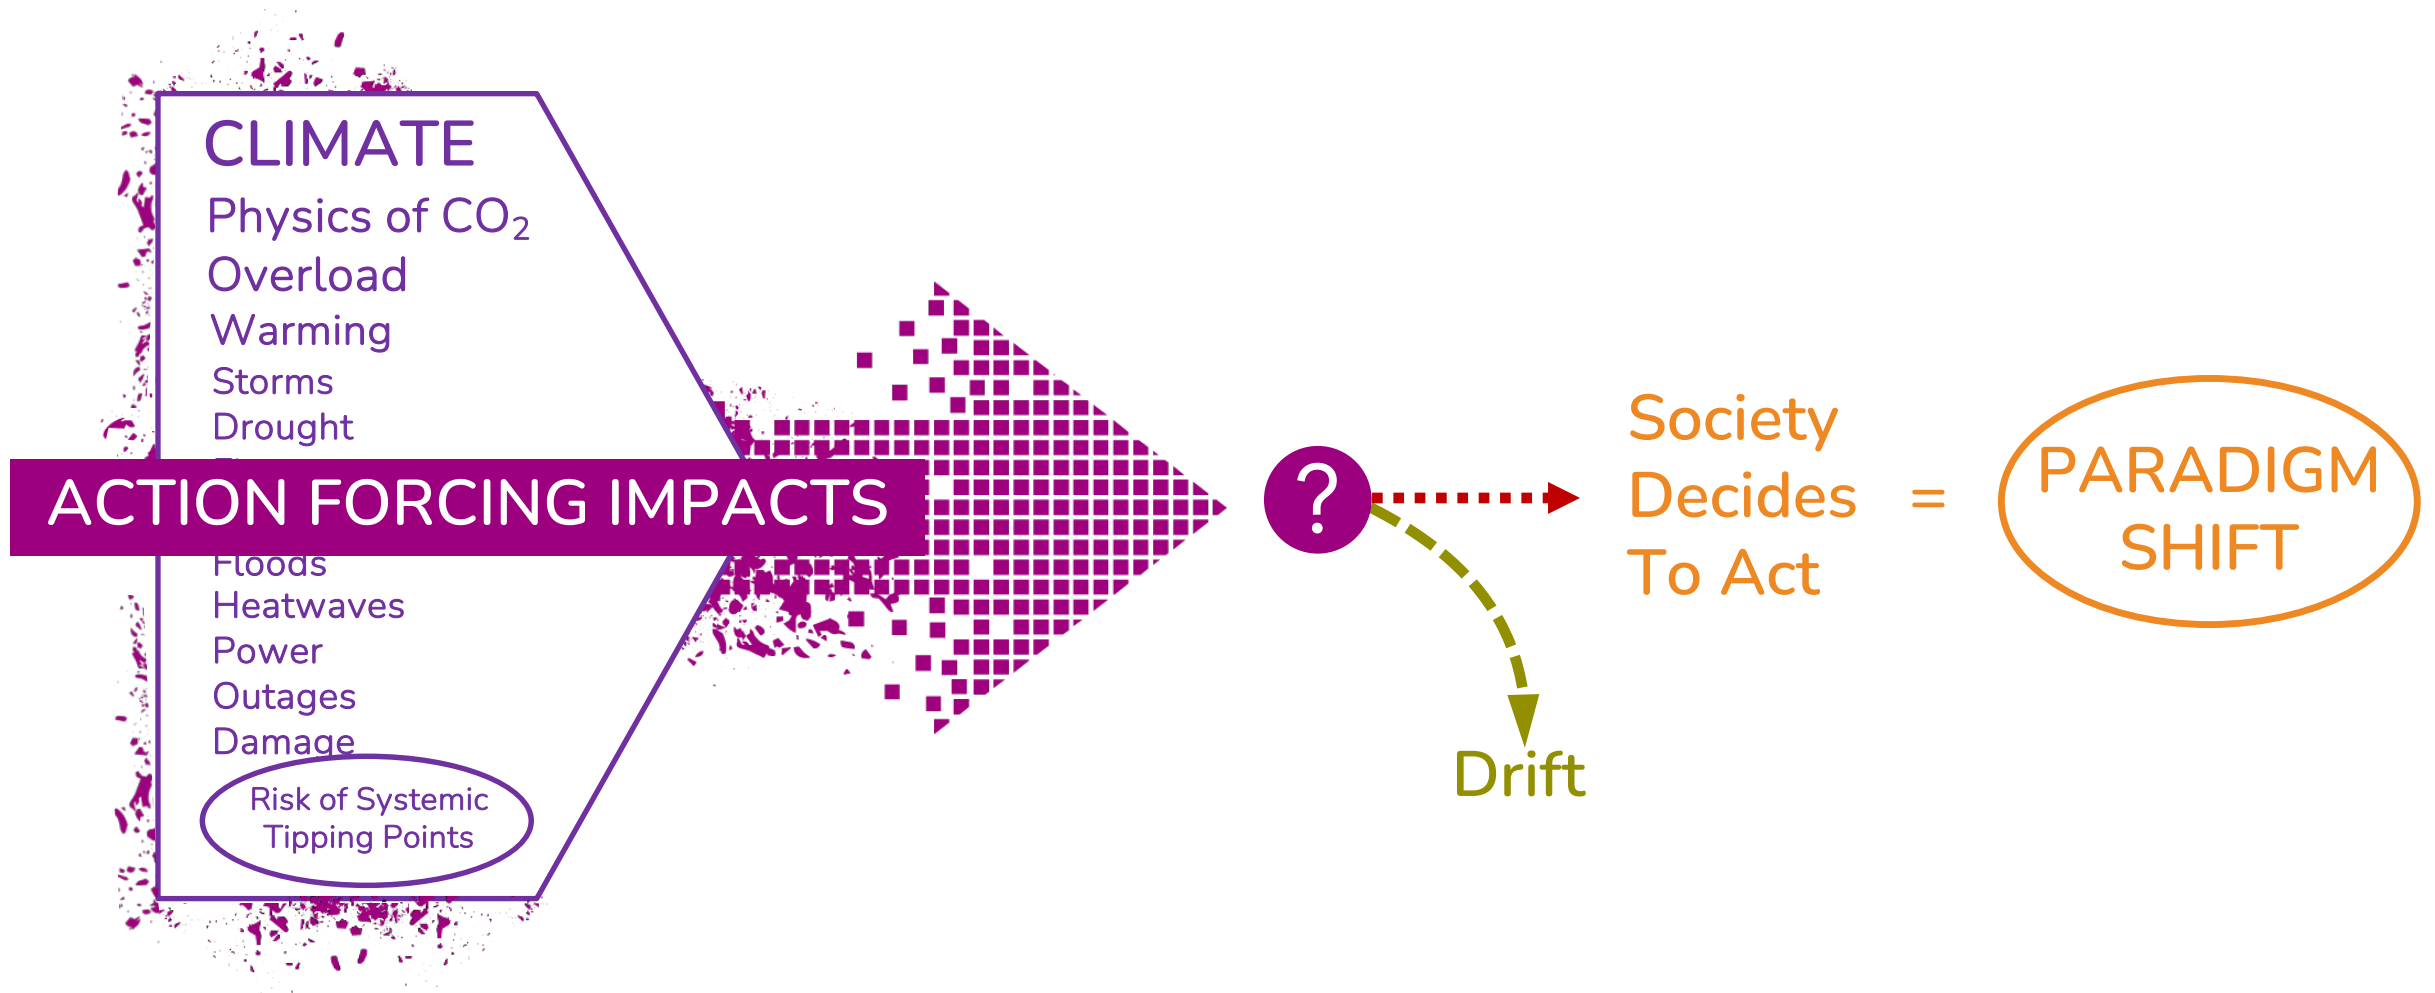 CLIMATE
Physics of CO₂
Overload
Warming
Storms
Drought
ACTION FORCING IMPACTS
Floods
Heatwaves
Power
Outages
Damage
Risk of Systemic
Tipping Points
?
Society
Decides
To Act
=
PARADIGM
SHIFT
Drift